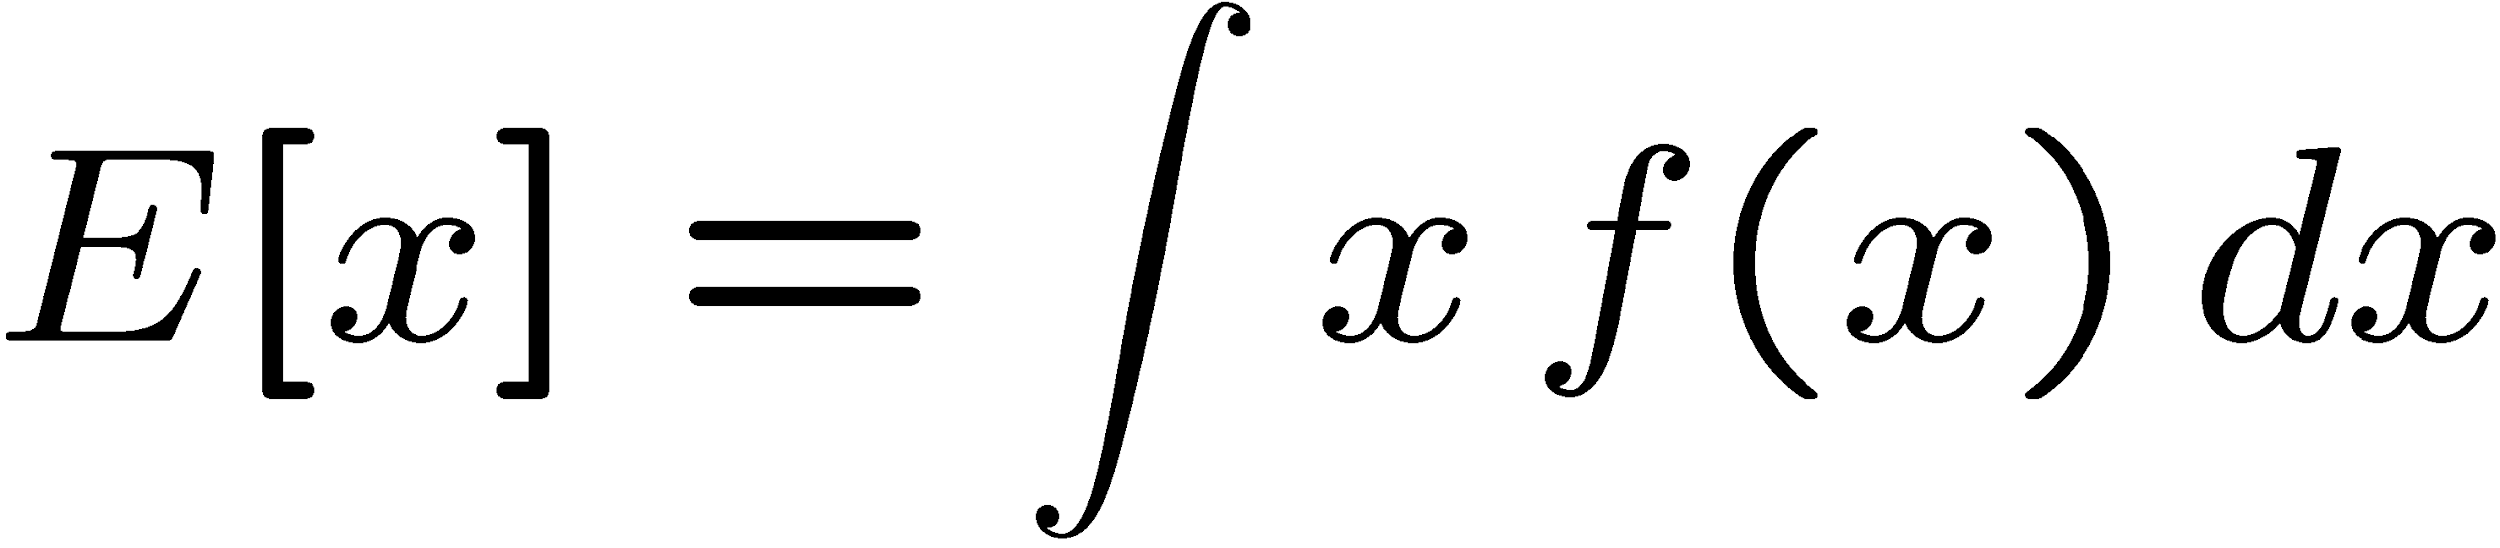 E[x] = ∫ x f(x) dx